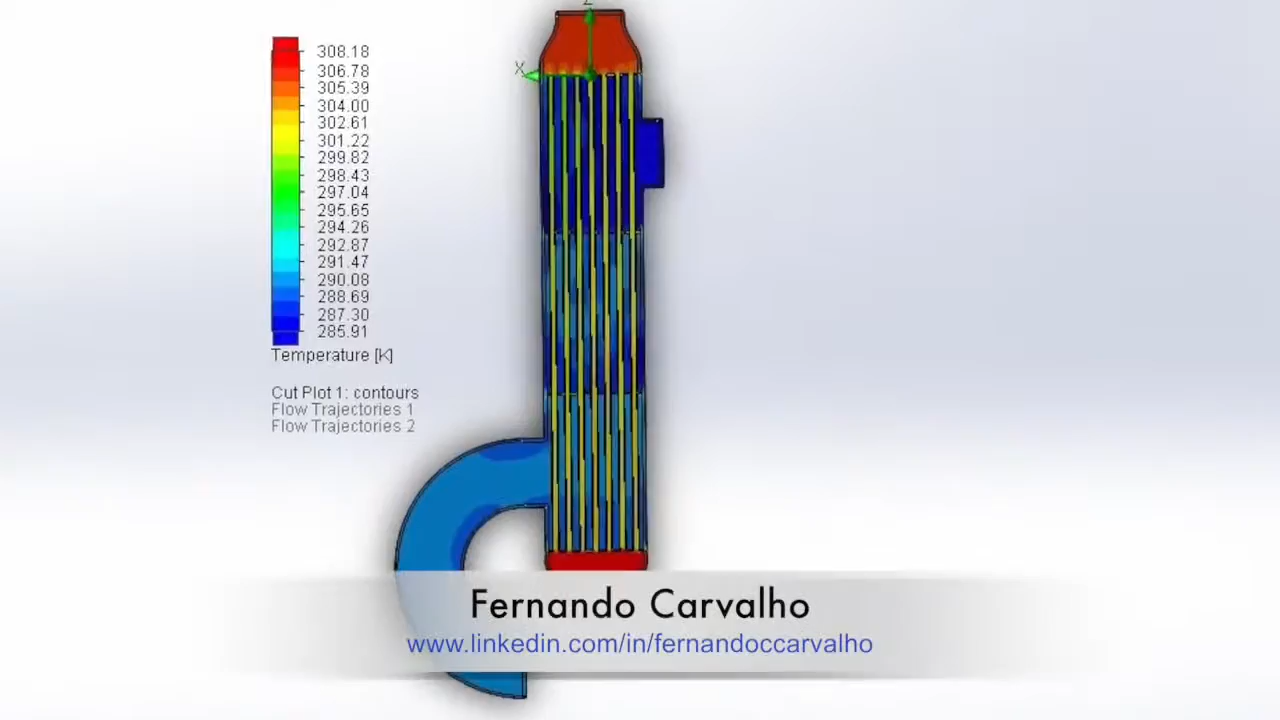 Z
X
308.18
306.78
305.39
304.00
302.61
301.22
299.82
298.43
297.04
295.65
294.26
292.87
291.47
290.08
288.69
287.30
285.91
Temperature [K]
Cut Plot 1: contours
Flow Trajectories 1
Flow Trajectories 2
Fernando Carvalho
www.linkedin.com/in/fernandoccarvalho